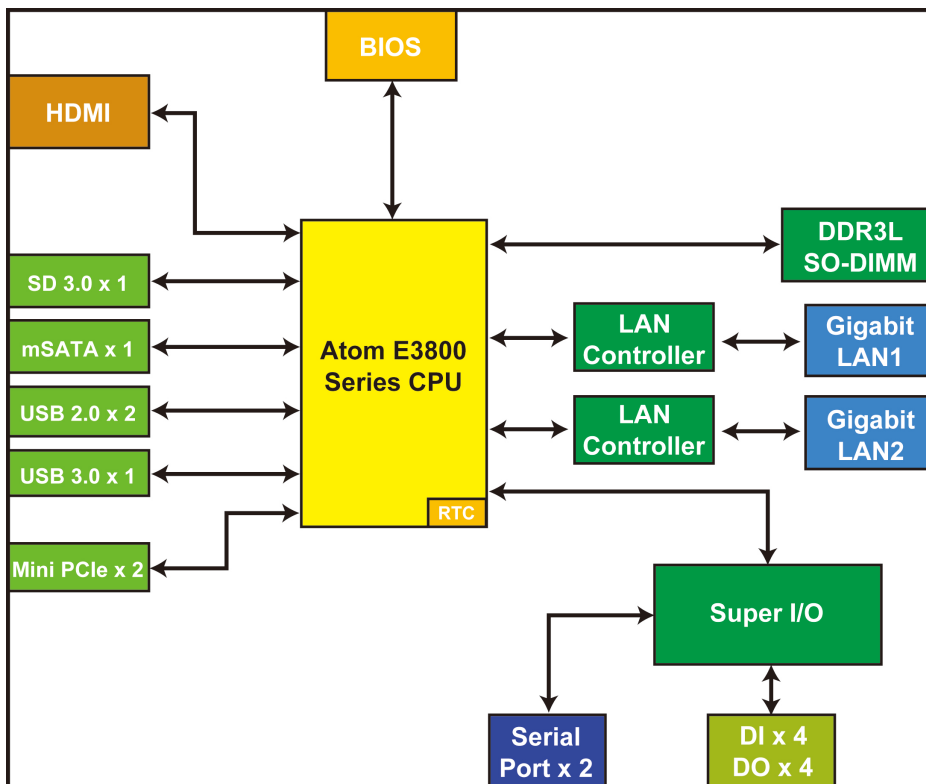 BIOS
HDMI
DDR3L
SO-DIMM
SD 3.0 x 1
mSATA x 1
USB 2.0 x 2
USB 3.0 x 1
Mini PCIe x 2
Atom E3800
Series CPU
RTC
LAN
Controller
Gigabit
LAN1
LAN
Controller
Gigabit
LAN2
Super I/O
Serial
Port x 2
DI x 4
DO x 4